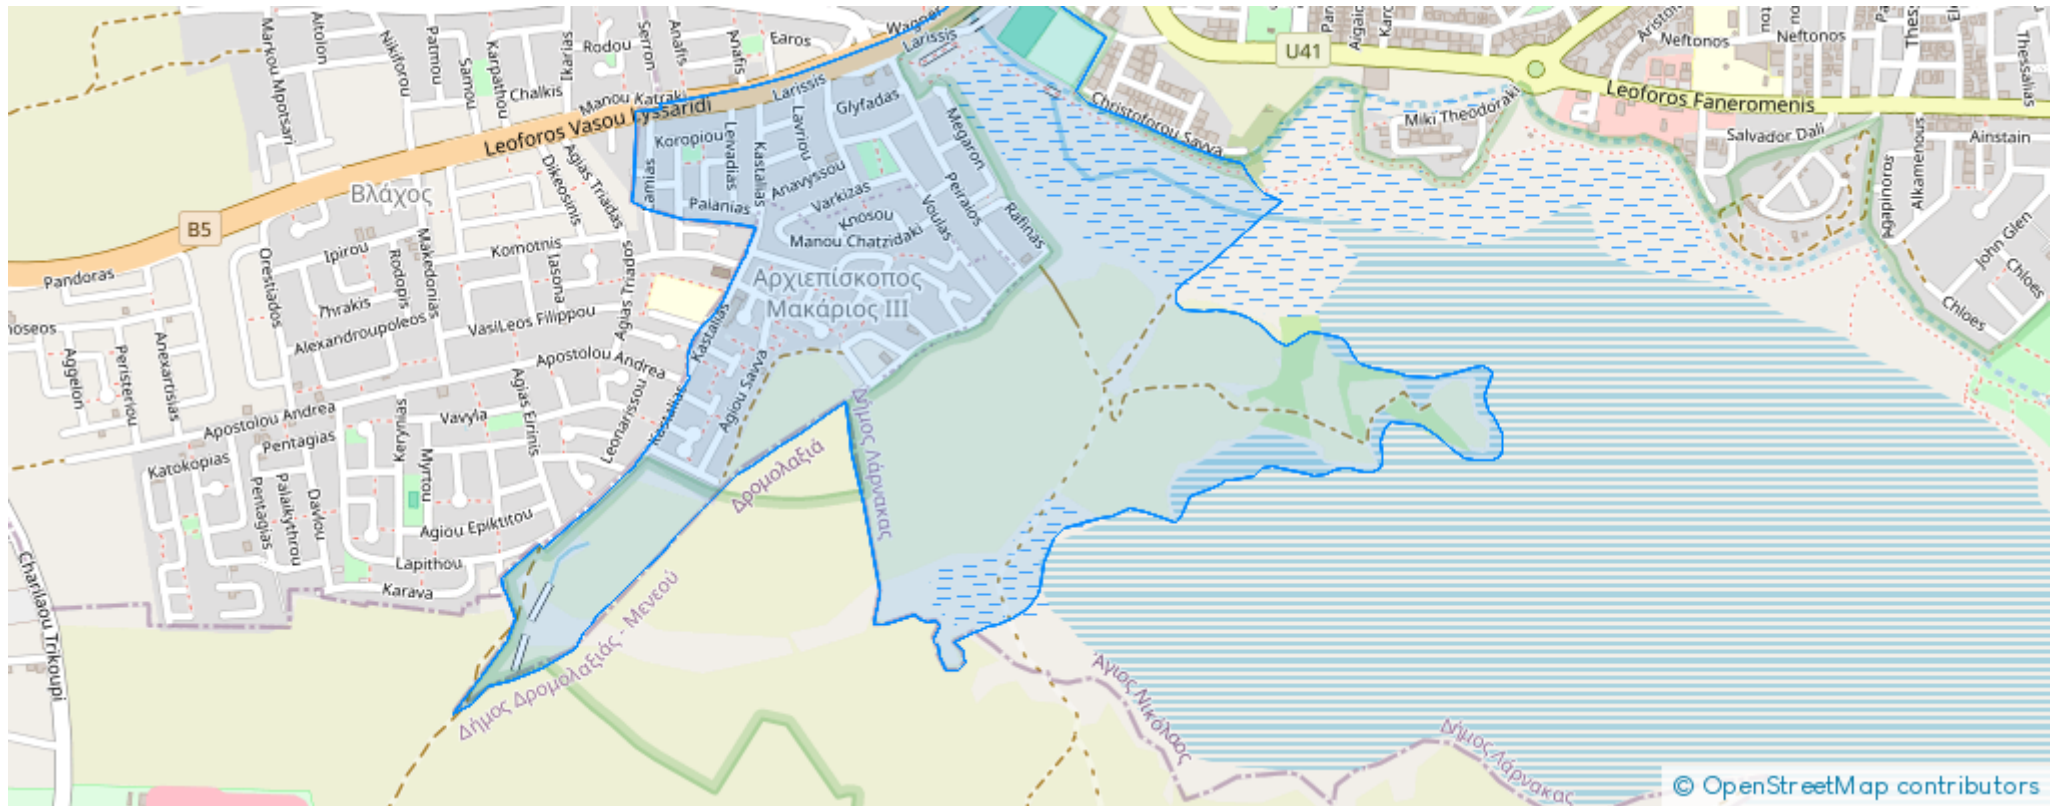 Markou Mpotsari
Aitolon
Nikiforou
Patmou
Samou
Karpathou
Chalkis
Ikarias
Rodou
Serron
Anafis
Anafis
Earos
Wagner
Larissis
Larissis
Manou Katraki
Leoforos Vasou Lyssaridi
B5
Βλάχος
Pandoras
Aggelon
Peristeriou
Anexartisias
Orestiados
Ipirou
Thrakis
Rodopis
Makedonias
Alexandroupoleos
Komotnis
Iasona
VasiLeos Filippou
Dikeosinis
Agias Triadas
Agias Triados
Apostolou Andrea
Apostolou Andrea
Pentagias
Pentagias
Katokopias
Palaikythrou
Davlou
Kerynias
Myrtou
Vavyla
Agias Eirinis
Leonarissou
Agiou Epiktitou
Lapithou
Karava
Charilaou Trikoupi
Koropiou
Levadias
Kastalias
Lavriou
Glyfadas
Anavyssou
Varkizas
Palanias
Knosou
Manou Chatzidaki
Voulas
Peiraios
Megaron
Rafinas
Αρχιεπίσκοπος
Μακάριος ΙΙΙ
Kastalias
Kastalias
Agiou Savva
Δρομολαξιά
Δήμος Λάρνακας
Δήμος Δρομολαξιάς - Μενεού
Άγιος Νικόλαος
Δήμος Λάρνακας
Christoforou Savva
U41
Leoforos Faneromenis
Miki Theodoraki
Salvador Dali
Neftonos
Neftonos
Ainstain
Alkamenous
Agapinoros
John Glen
Chloes
Chloes
Thessalias
© OpenStreetMap contributors